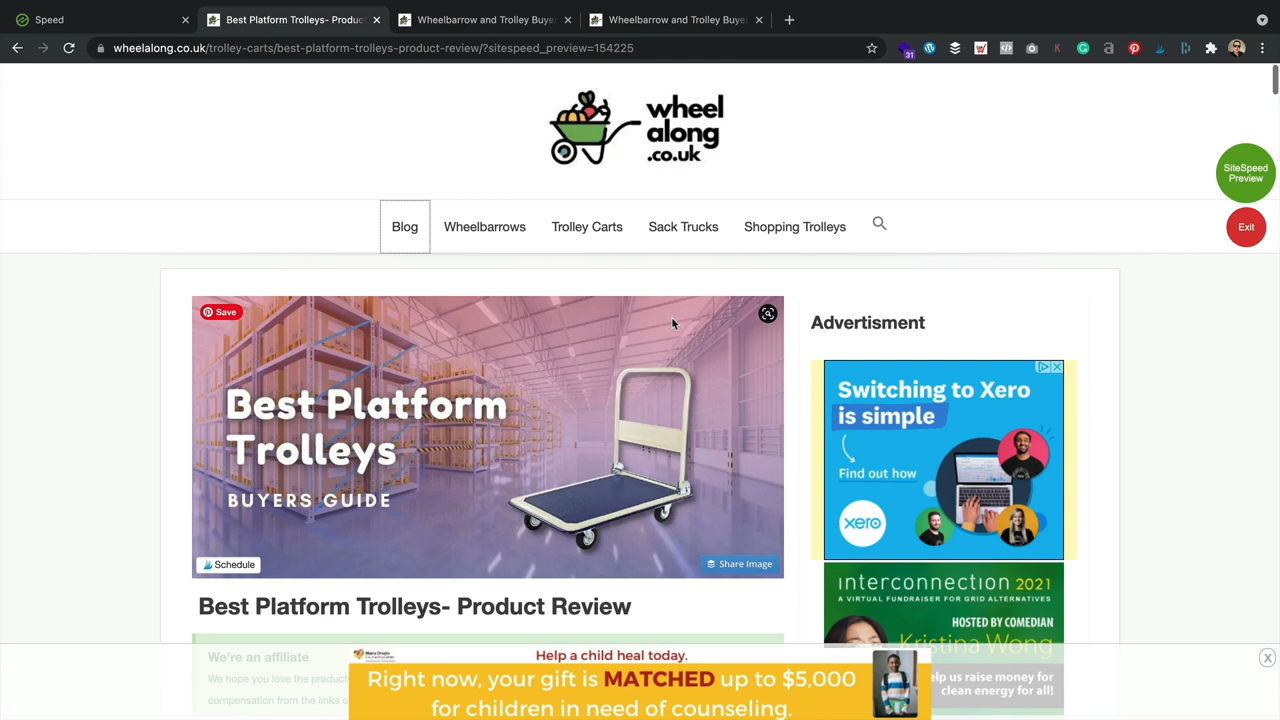 Speed
Best Platform Trolleys- Produc
Wheelbarrow and Trolley Buye
Wheelbarrow and Trolley Buye
wheelalong.co.uk/trolley-carts/best-platform-trolleys-product-review/?sitespeed_preview=154225
31
wheel
along
.co.uk
SiteSpeed
Preview
Exit
Blog
Wheelbarrows
Trolley Carts
Sack Trucks
Shopping Trolleys
Save
Best Platform
Trolleys
BUYERS GUIDE
Schedule
Share Image
Advertisment
Switching to Xero
is simple
Find out how
xero
interconnection 2021
A VIRTUAL FUNDRAISER FOR GRID ALTERNATIVES
HOSTED BY COMEDIAN
Kristina Wong
elp us raise money for
clean energy for all!
Best Platform Trolleys- Product Review
We're an affiliate
We hope you love the product
compensation from the links o
Help a child heal today.
Right now, your gift is MATCHED up to $5,000
for children in need of counseling.